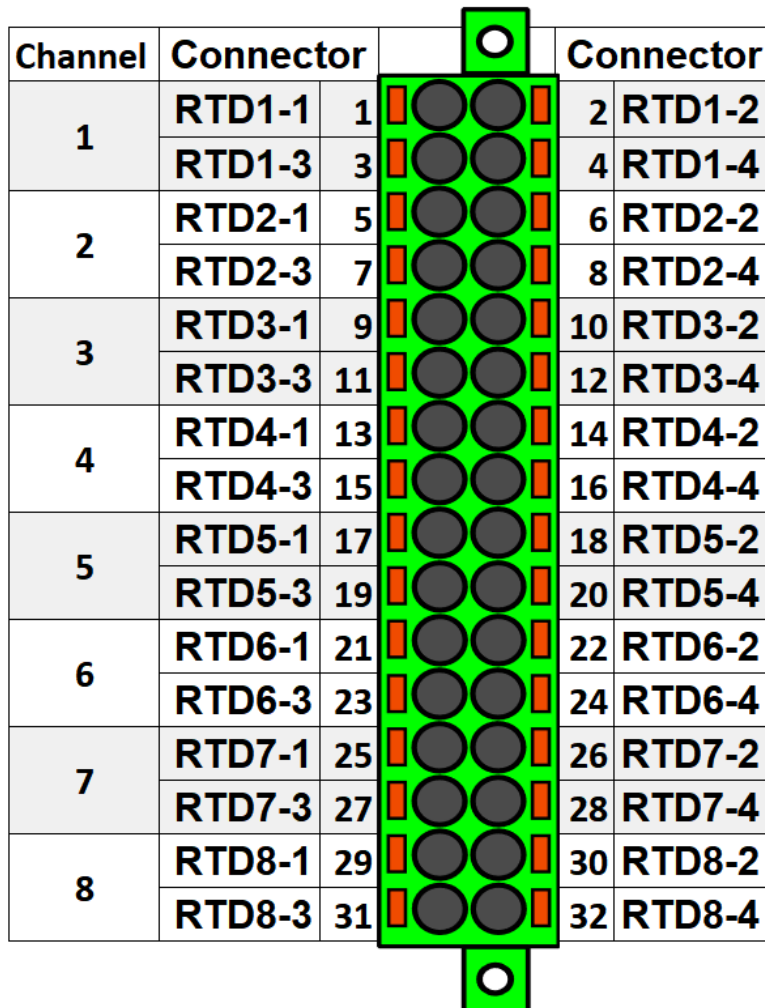 Channel Connector Connector
1
RTD1-1 1 2 RTD1-2
RTD1-3 3 4 RTD1-4
2
RTD2-1 5 6 RTD2-2
RTD2-3 7 8 RTD2-4
3
RTD3-1 9 10 RTD3-2
RTD3-3 11 12 RTD3-4
4
RTD4-1 13 14 RTD4-2
RTD4-3 15 16 RTD4-4
5
RTD5-1 17 18 RTD5-2
RTD5-3 19 20 RTD5-4
6
RTD6-1 21 22 RTD6-2
RTD6-3 23 24 RTD6-4
7
RTD7-1 25 26 RTD7-2
RTD7-3 27 28 RTD7-4
8
RTD8-1 29 30 RTD8-2
RTD8-3 31 32 RTD8-4